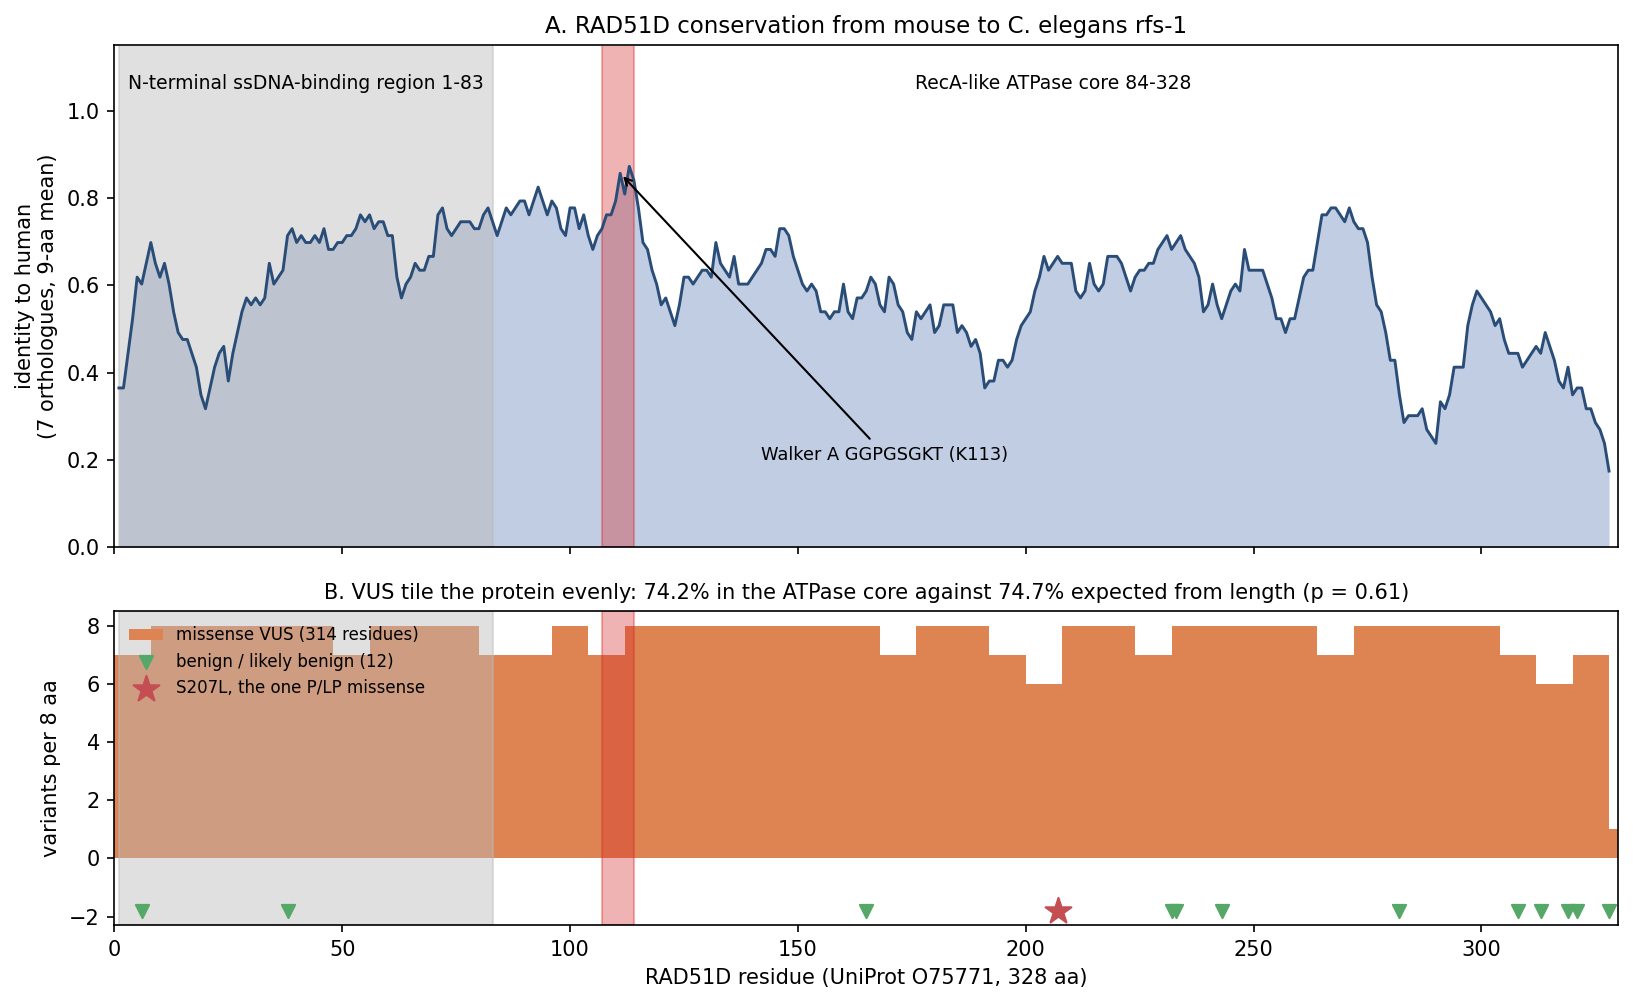 A. RAD51D conservation from mouse to C. elegans rfs-1
N-terminal ssDNA-binding region 1-83
RecA-like ATPase core 84-328
1.0
0.8
0.6
0.4
0.2
0.0
identity to human
(7 orthologues, 9-aa mean)
Walker A GGPGSGKT (K113)
B. VUS tile the protein evenly: 74.2% in the ATPase core against 74.7% expected from length (p = 0.61)
8
6
4
2
0
−2
variants per 8 aa
missense VUS (314 residues)
benign / likely benign (12)
S207L, the one P/LP missense
0
50
100
150
200
250
300
RAD51D residue (UniProt O75771, 328 aa)